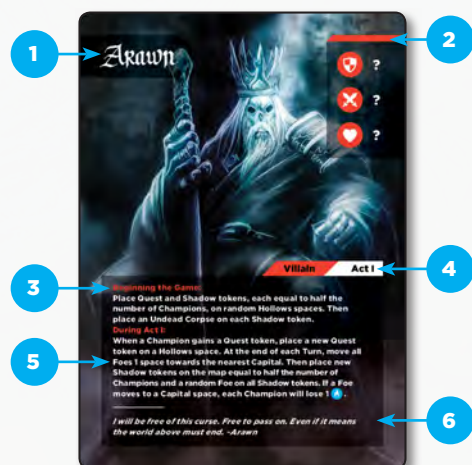 1
Arawn
2
?
?
?
Villain
Act I
4
3
Beginning the Game:
Place Quest and Shadow tokens, each equal to half the
number of Champions, on random Hollows spaces. Then
place an Undead Corpse on each Shadow token.
During Act I:
When a Champion gains a Quest token, place a new Quest
token on a Hollows space. At the end of each Turn, move all
5
Foes 1 space towards the nearest Capital. Then place new
Shadow tokens on the map equal to half the number of
Champions and a random Foe on all Shadow tokens. If a Foe
moves to a Capital space, each Champion will lose 1 A.
I will be free of this curse. Free to pass on. Even if it means
the world above must end. –Arawn
6